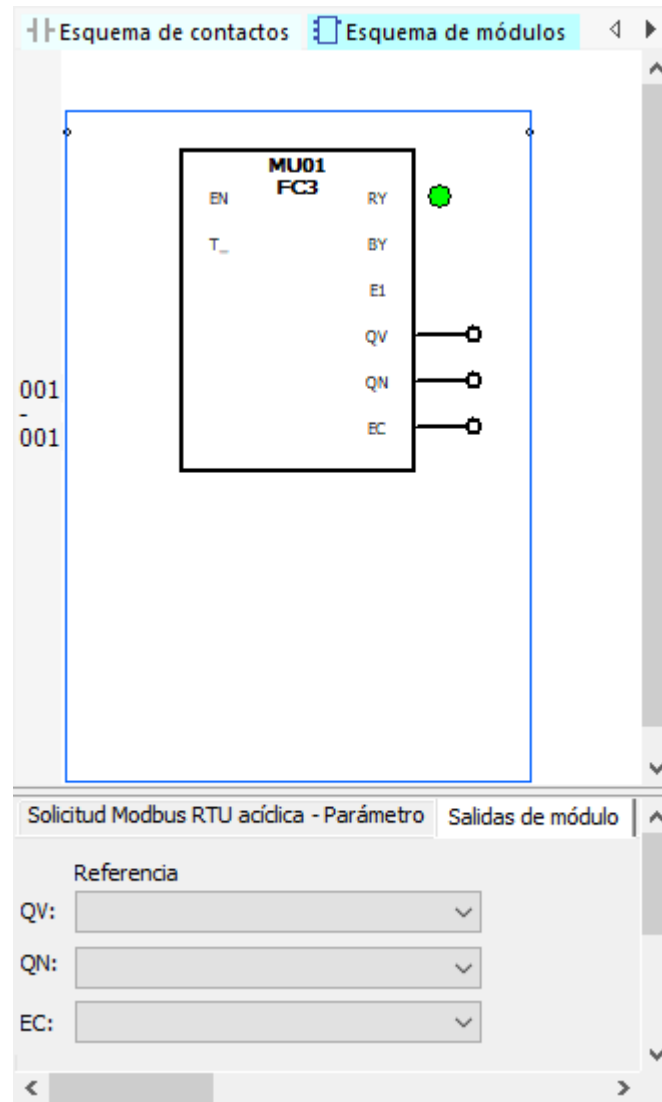 Esquema de contactos Esquema de módulos
MU01
FC3
EN RY
T_ BY
E1
QV
QN
EC
001
-
001
Solicitud Modbus RTU acíclica - Parámetro Salidas de módulo
Referencia
QV:
QN:
EC: